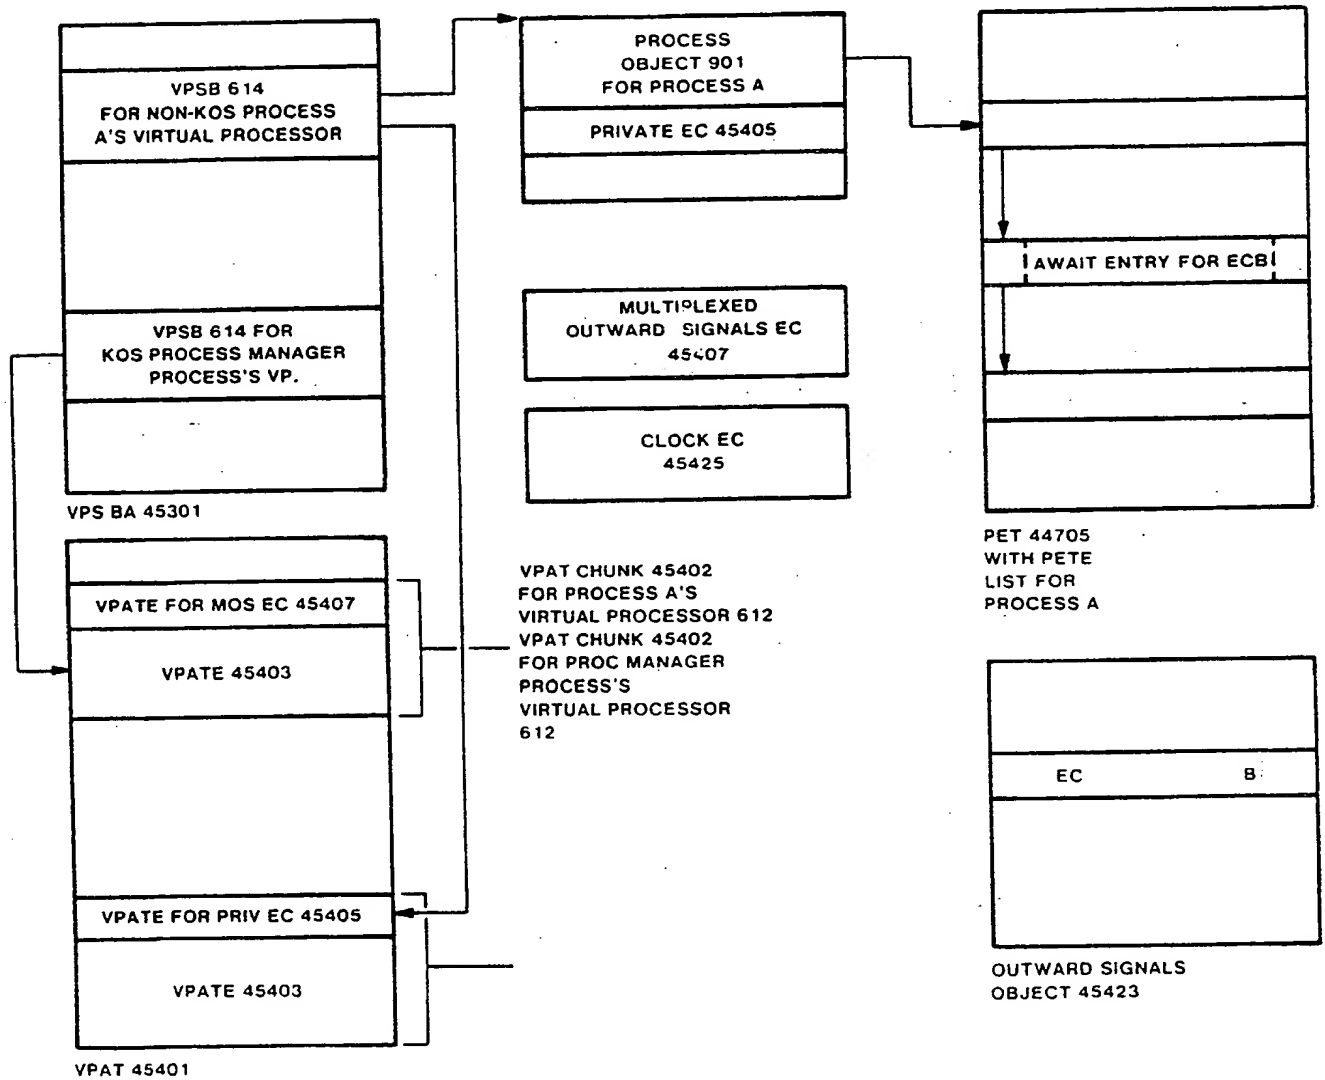 VPSB 614
FOR NON-KOS PROCESS
A'S VIRTUAL PROCESSOR
VPSB 614 FOR
KOS PROCESS MANAGER
PROCESS'S VP.
VPS BA 45301
PROCESS
OBJECT 901
FOR PROCESS A
PRIVATE EC 45405
MULTIPLEXED
OUTWARD SIGNALS EC
45407
CLOCK EC
45425
AWAIT ENTRY FOR ECB
PET 44705
WITH PETE
LIST FOR
PROCESS A
VPATE FOR MOS EC 45407
VPATE 45403
VPATE FOR PRIV EC 45405
VPATE 45403
VPAT 45401
VPAT CHUNK 45402
FOR PROCESS A'S
VIRTUAL PROCESSOR 612
VPAT CHUNK 45402
FOR PROC MANAGER
PROCESS'S
VIRTUAL PROCESSOR
612
EC B
OUTWARD SIGNALS
OBJECT 45423